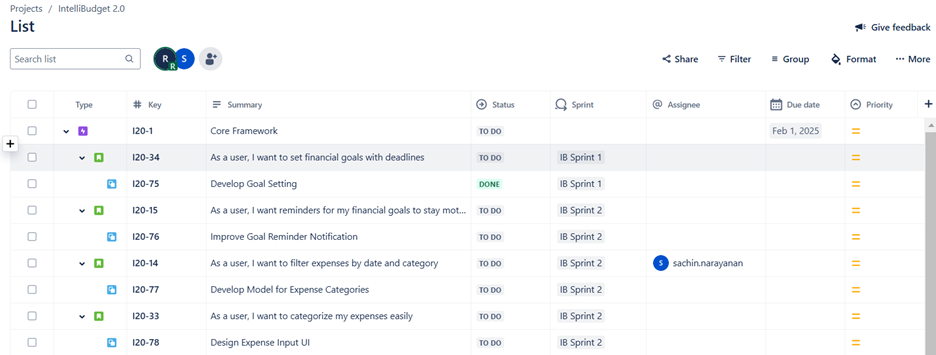 Projects / IntelliBudget 2.0
List
Give feedback
Search list R R S Share Filter Group Format More
Type Key Summary Status Sprint Assignee Due date Priority
I20-1 Core Framework TO DO Feb 1, 2025
I20-34 As a user, I want to set financial goals with deadlines TO DO IB Sprint 1
I20-75 Develop Goal Setting DONE IB Sprint 1
I20-15 As a user, I want reminders for my financial goals to stay mot... TO DO IB Sprint 2
I20-76 Improve Goal Reminder Notification TO DO IB Sprint 2
I20-14 As a user, I want to filter expenses by date and category TO DO IB Sprint 2 S sachin.narayanan
I20-77 Develop Model for Expense Categories TO DO IB Sprint 2
I20-33 As a user, I want to categorize my expenses easily TO DO IB Sprint 2
I20-78 Design Expense Input UI TO DO IB Sprint 2